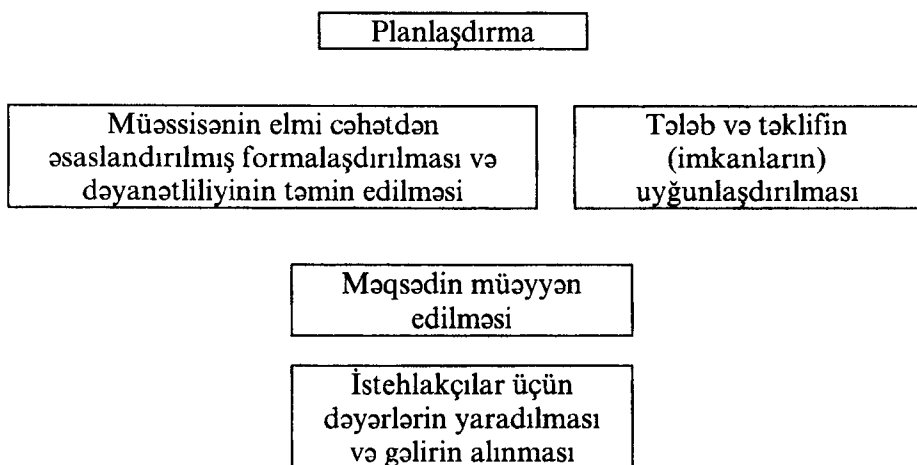 Planlaşdırma
Müəssisənin elmi cəhətdən
əsaslandırılmış formalaşdırılması və
dəyanətliliyinin təmin edilməsi
Tələb və təklifin
(imkanların)
uyğunlaşdırılması
Məqsədin müəyyən
edilməsi
İstehlakçılar üçün
dəyərlərin yaradılması
və gəlirin alınması